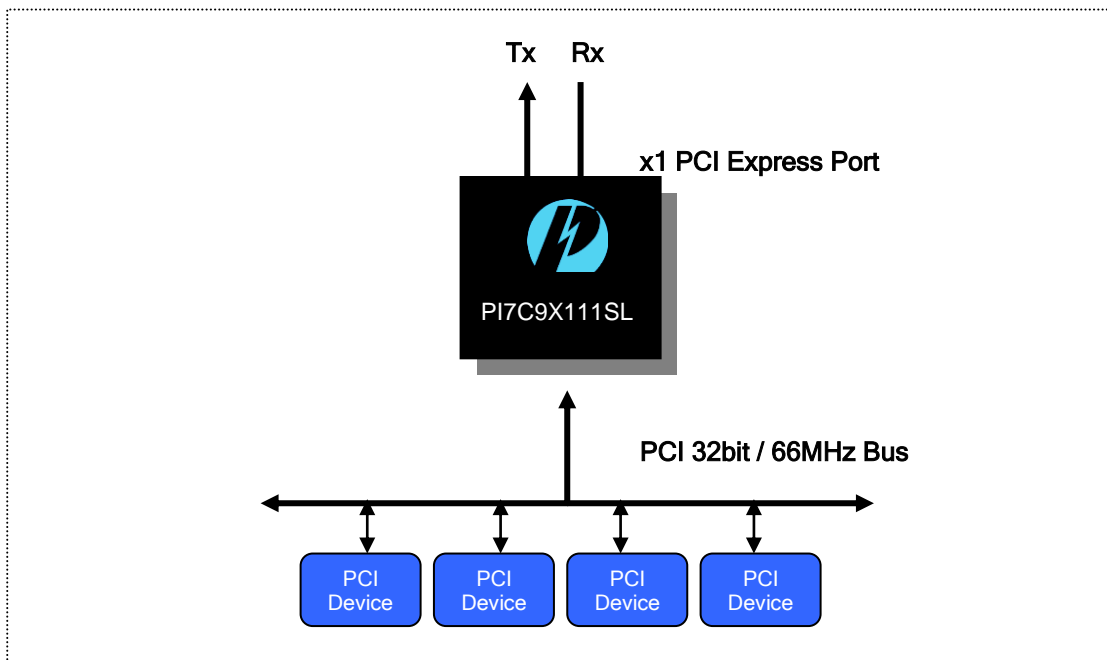 Tx Rx
x1 PCI Express Port
PI7C9X111SL
PCI 32bit / 66MHz Bus
PCI
Device
PCI
Device
PCI
Device
PCI
Device